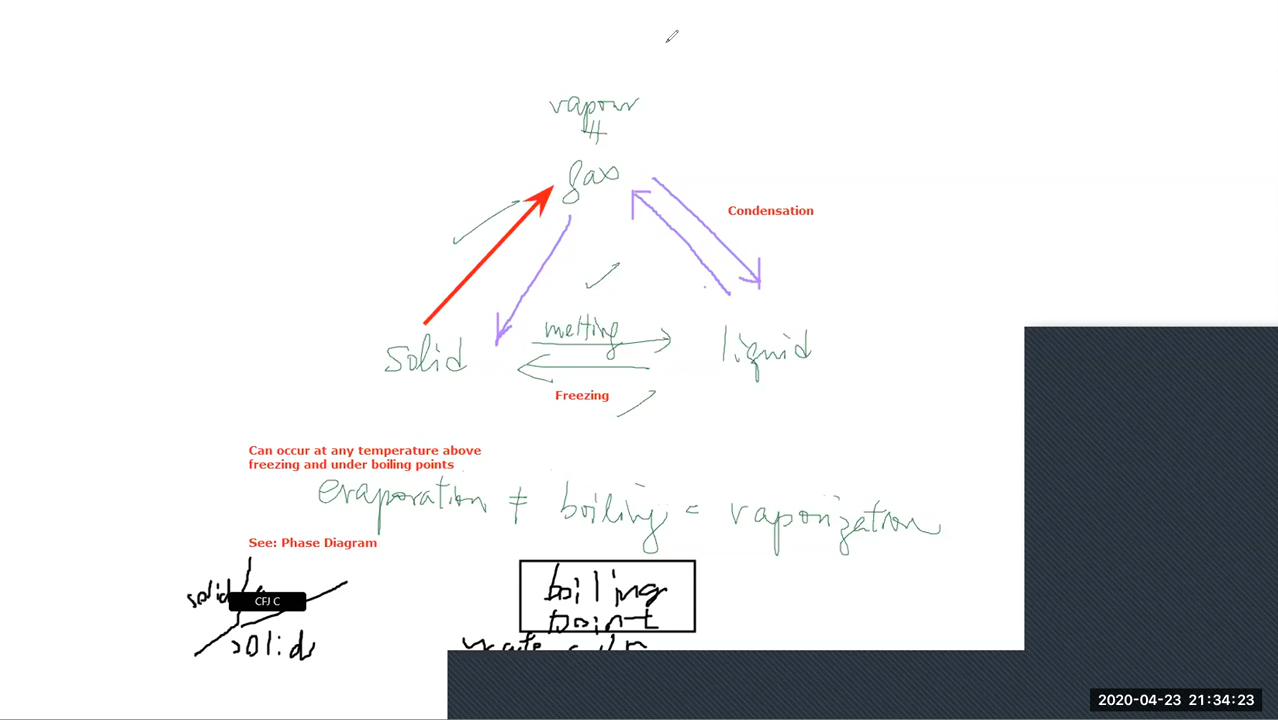 vapour
≠
gas
Condensation
melting
solid
liquid
Freezing
Can occur at any temperature above
freezing and under boiling points
evaporation ≠ boiling = vaporization
See: Phase Diagram
solid
CFJ C
solid
boiling
point
2020-04-23 21:34:23